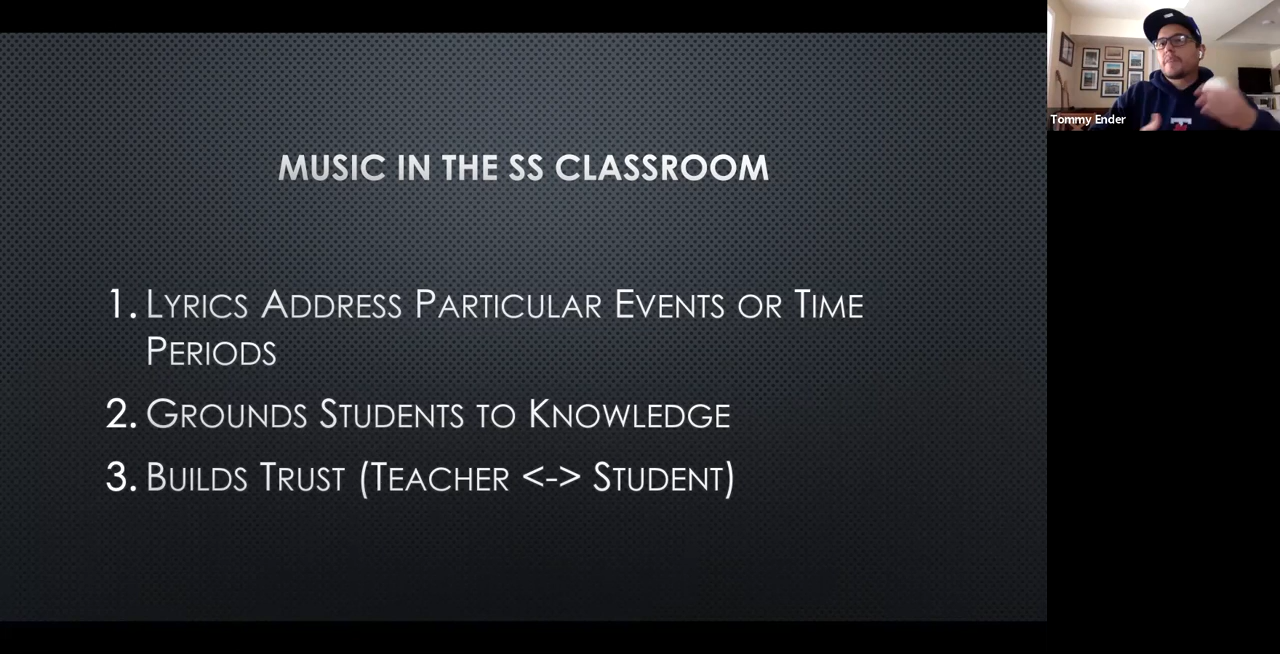 MUSIC IN THE SS CLASSROOM
1. Lyrics Address Particular Events or Time
Periods
2. Grounds Students to Knowledge
3. Builds Trust (Teacher <-> Student)
Tommy Ender